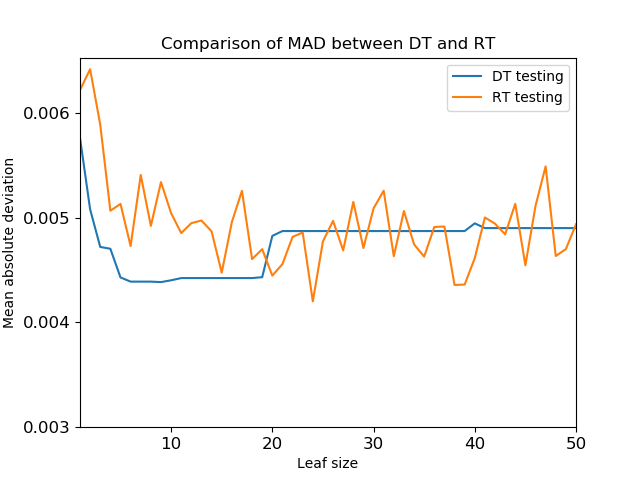 Comparison of MAD between DT and RT
DT testing
RT testing
Mean absolute deviation
0.006
0.005
0.004
0.003
10 20 30 40 50
Leaf size